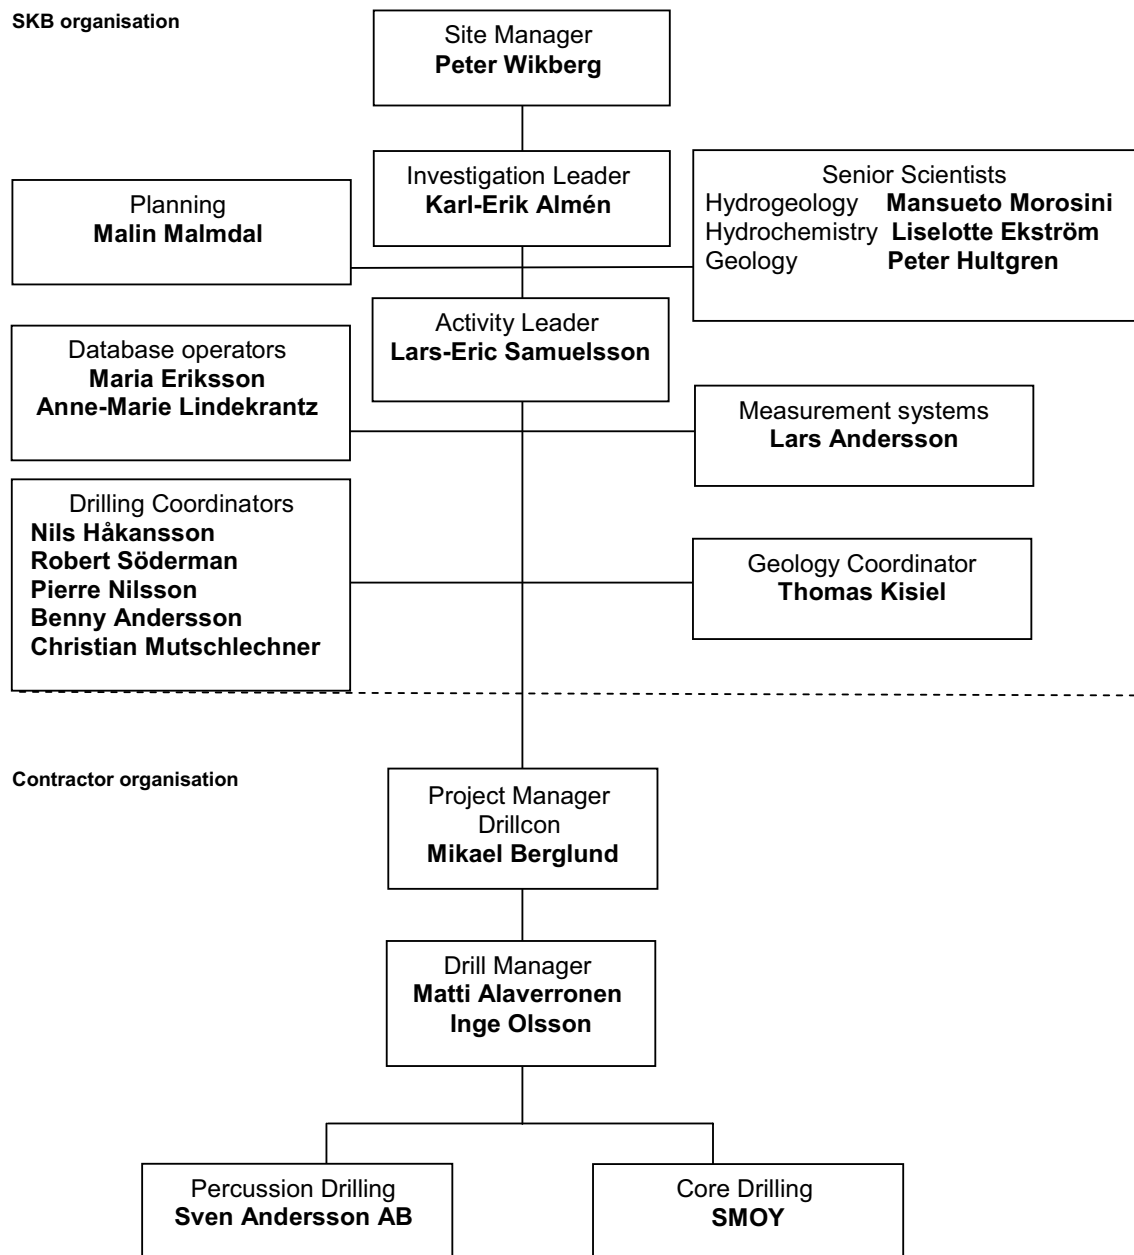 SKB organisation
Site Manager
Peter Wikberg
Investigation Leader
Karl-Erik Almén
Planning
Malin Malmdal
Senior Scientists
Hydrogeology Mansueto Morosini
Hydrochemistry Liselotte Ekström
Geology Peter Hultgren
Activity Leader
Lars-Eric Samuelsson
Database operators
Maria Eriksson
Anne-Marie Lindekrantz
Measurement systems
Lars Andersson
Drilling Coordinators
Nils Håkansson
Robert Söderman
Pierre Nilsson
Benny Andersson
Christian Mutschlechner
Geology Coordinator
Thomas Kisiel
Contractor organisation
Project Manager
Drillcon
Mikael Berglund
Drill Manager
Matti Alaverronen
Inge Olsson
Percussion Drilling
Sven Andersson AB
Core Drilling
SMOY